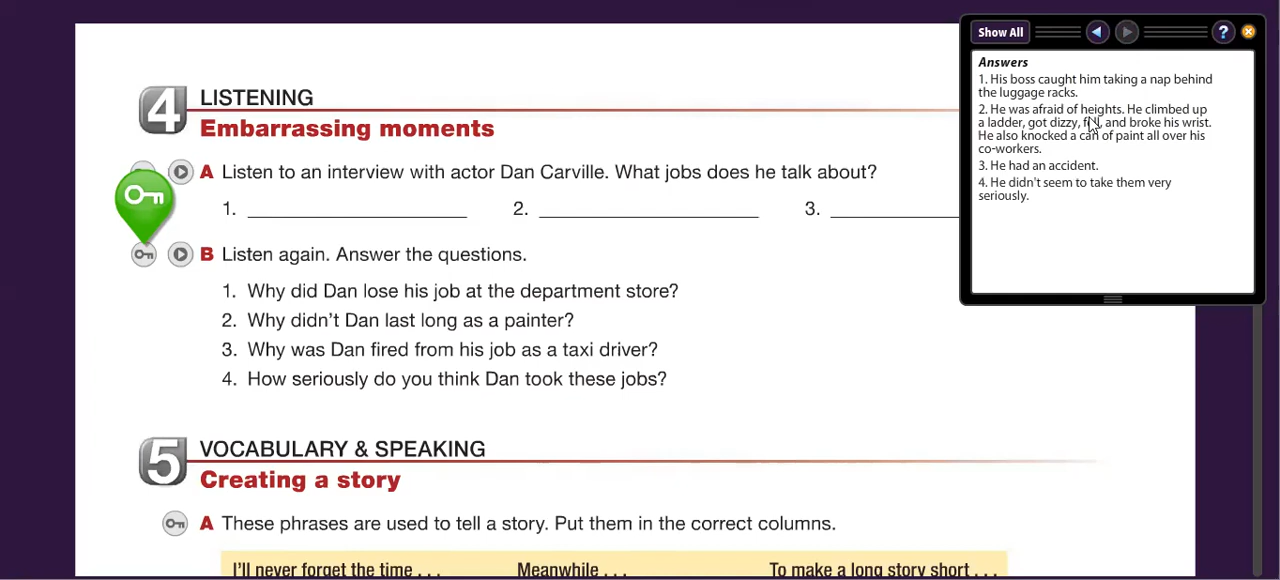 4 LISTENING
Embarrassing moments
A Listen to an interview with actor Dan Carville. What jobs does he talk about?
1. 2. 3.
B Listen again. Answer the questions.
1. Why did Dan lose his job at the department store?
2. Why didn't Dan last long as a painter?
3. Why was Dan fired from his job as a taxi driver?
4. How seriously do you think Dan took these jobs?
5 VOCABULARY & SPEAKING
Creating a story
A These phrases are used to tell a story. Put them in the correct columns.
I'll never forget the time . . . Meanwhile . . . To make a long story short . . .
Show All ?
Answers
1. His boss caught him taking a nap behind
the luggage racks.
2. He was afraid of heights. He climbed up
a ladder, got dizzy, and broke his wrist.
He also knocked a can of paint all over his
co-workers.
3. He had an accident.
4. He didn't seem to take them very
seriously.